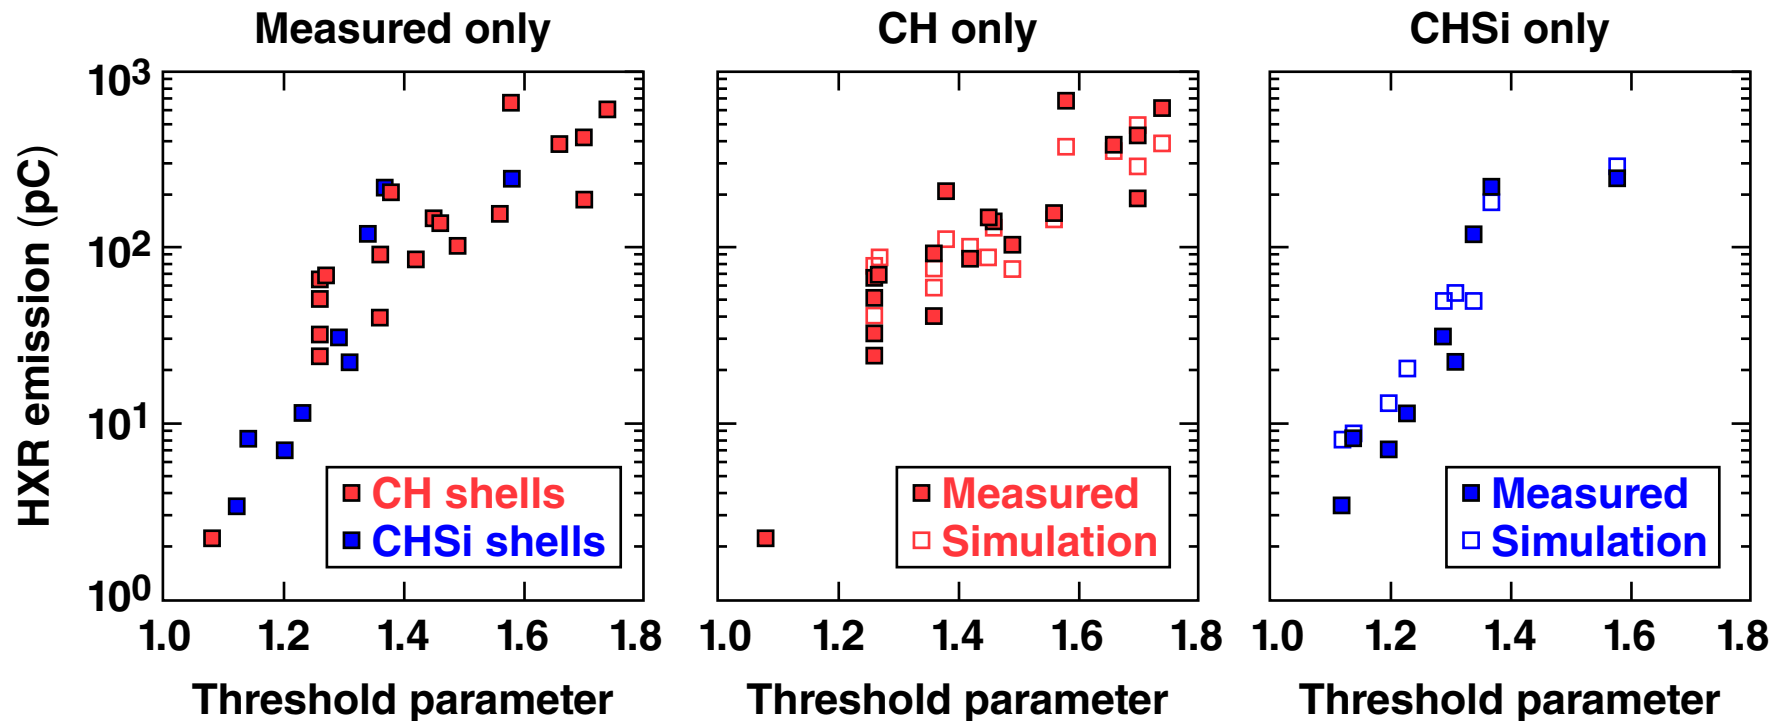 Measured only
CH only
CHSi only
HXR emission (pC)
10³
10²
10¹
10⁰
CH shells
CHSi shells
Measured
Simulation
Measured
Simulation
1.0 1.2 1.4 1.6 1.8
1.0 1.2 1.4 1.6 1.8
1.0 1.2 1.4 1.6 1.8
Threshold parameter
Threshold parameter
Threshold parameter